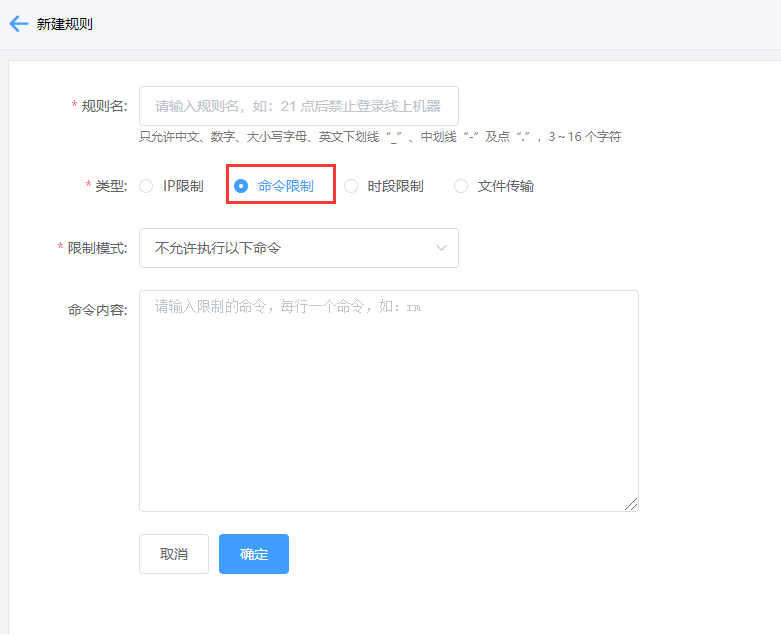 新建规则
* 规则名: 请输入规则名，如：21 点后禁止登录线上机器
只允许中文、数字、大小写字母、英文下划线“_”、中划线“-”及点“.”，3 ~ 16 个字符
* 类型: IP限制 命令限制 时段限制 文件传输
* 限制模式: 不允许执行以下命令
命令内容: 请输入限制的命令，每行一个命令，如：rm
取消 确定